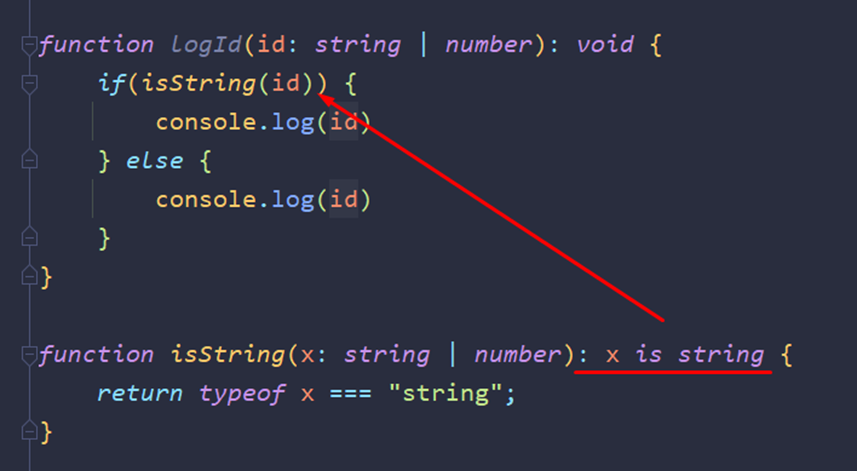 function logId(id: string | number): void {
    if(isString(id)) {
        console.log(id)
    } else {
        console.log(id)
    }
}
function isString(x: string | number): x is string {
    return typeof x === "string";
}